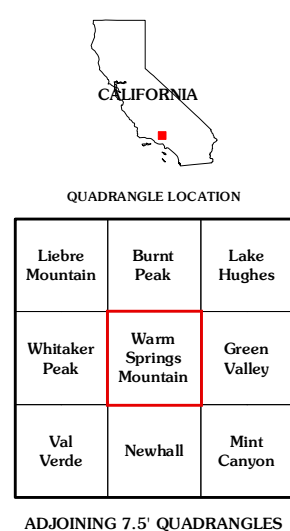 CALIFORNIA
QUADRANGLE LOCATION
Liebre
Mountain
Burnt
Peak
Lake
Hughes
Whitaker
Peak
Warm
Springs
Mountain
Green
Valley
Val
Verde
Newhall
Mint
Canyon
ADJOINING 7.5' QUADRANGLES